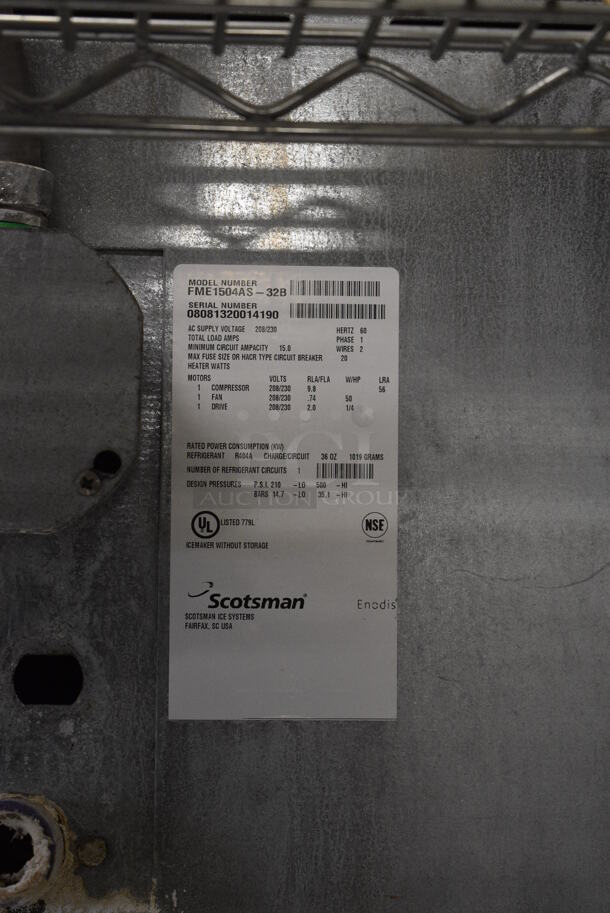 MODEL NUMBER
FME1504AS-32B
SERIAL NUMBER
08081320014190
AC SUPPLY VOLTAGE 208/230 HERTZ 60
TOTAL LOAD AMPS PHASE 1
MINIMUM CIRCUIT AMPACITY 15.0 WIRES 2
MAX FUSE SIZE OR HACR TYPE CIRCUIT BREAKER 20
HEATER WATTS
MOTORS VOLTS RLA/FLA W/HP LRA
1 COMPRESSOR 208/230 9.8 56
1 FAN 208/230 .74 50
1 DRIVE 208/230 2.0 1/4
RATED POWER CONSUMPTION (KW)
REFRIGERANT R404A CHARGE/CIRCUIT 36 OZ 1019 GRAMS
NUMBER OF REFRIGERANT CIRCUITS 1
DESIGN PRESSURES P.S.I. 210 -LO 500 -HI
BARS 14.7 -LO 35.1 -HI
AUCTION GROUP
UL LISTED 779L
NSF
ICEMAKER WITHOUT STORAGE
Scotsman® Enodis
SCOTSMAN ICE SYSTEMS
FAIRFAX, SC USA